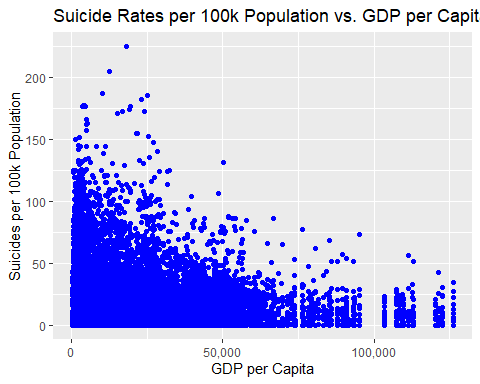 Suicide Rates per 100k Population vs. GDP per Capit
Suicides per 100k Population
200
150
100
50
0
0
50,000
100,000
GDP per Capita